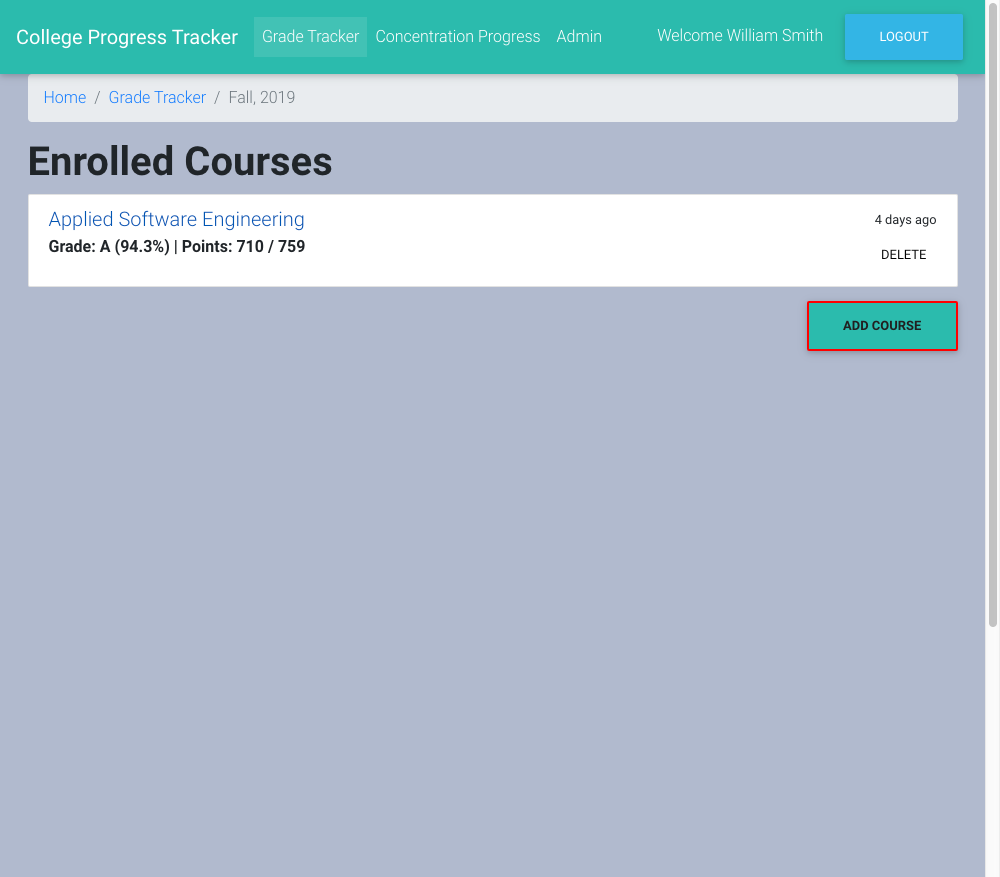 College Progress Tracker Grade Tracker Concentration Progress Admin Welcome William Smith LOGOUT
Home / Grade Tracker / Fall, 2019
Enrolled Courses
Applied Software Engineering 4 days ago
Grade: A (94.3%) | Points: 710 / 759
DELETE
ADD COURSE